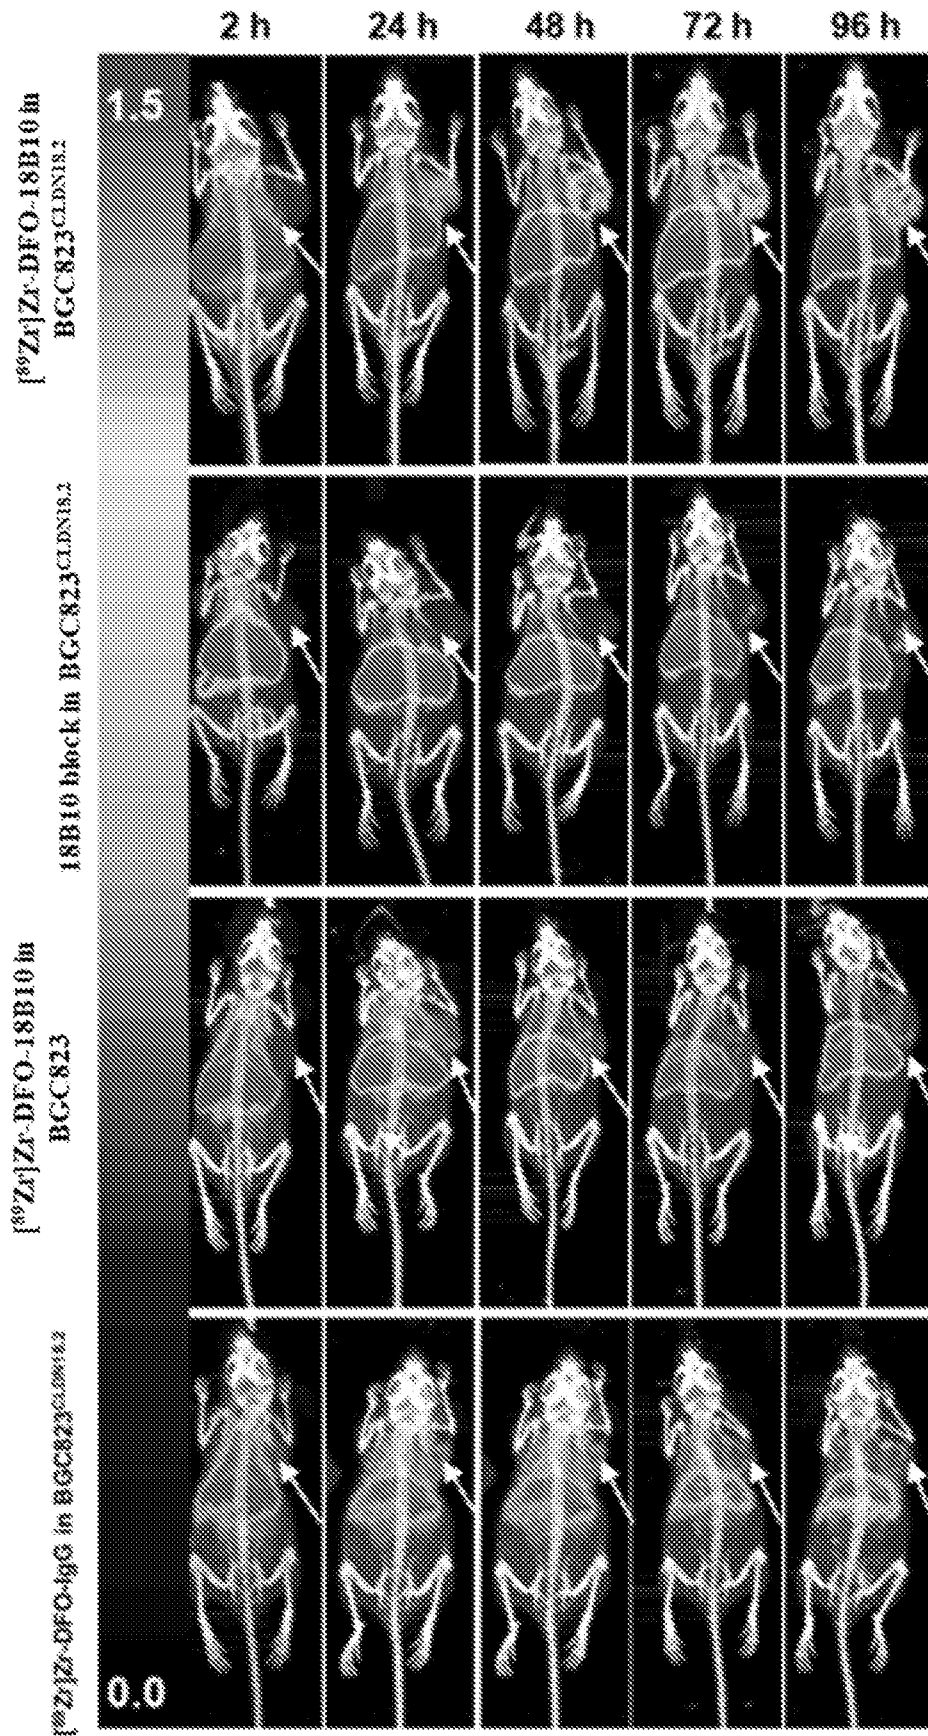 2 h 24 h 48 h 72 h 96 h
1.5
[⁸⁹Zr]Zr-DFO-18B10 in
BGC823ᶜᴸᴰᴺ¹⁸·²
18B10 block in BGC823ᶜᴸᴰᴺ¹⁸·²
[⁸⁹Zr]Zr-DFO-18B10 in
BGC823
[⁸⁹Zr]Zr-DFO-IgG in BGC823ᶜᴸᴰᴺ¹⁸·²
0.0